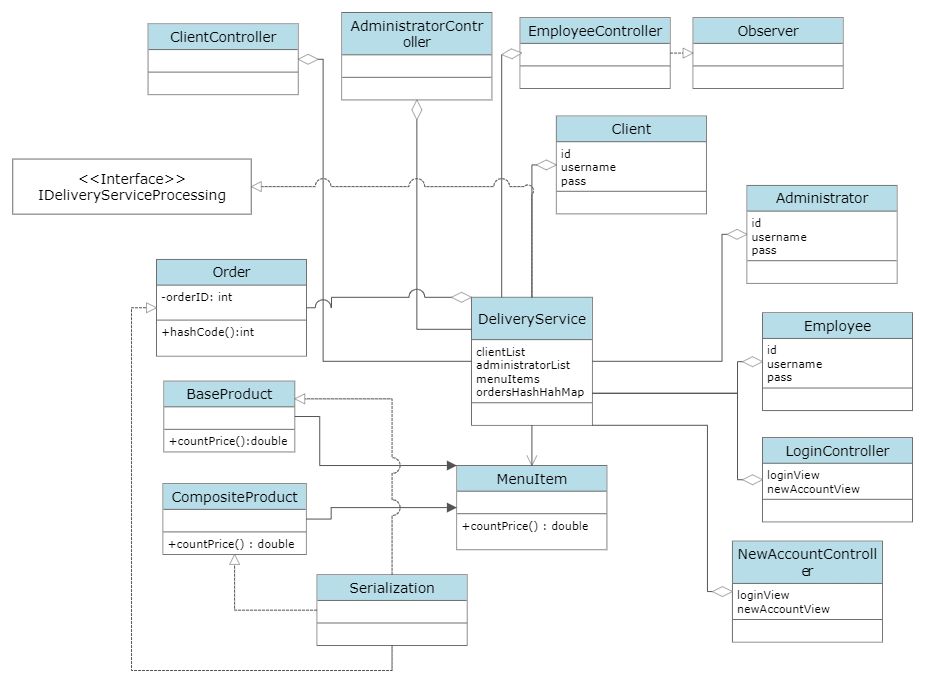 ClientController
AdministratorContr
oller
EmployeeController
Observer
Client
id
username
pass
<<Interface>>
IDeliveryServiceProcessing
Administrator
id
username
pass
Order
-orderID: int
+hashCode():int
DeliveryService
clientList
administratorList
menuItems
ordersHashHahMap
Employee
id
username
pass
BaseProduct
+countPrice():double
LoginController
loginView
newAccountView
MenuItem
+countPrice() : double
CompositeProduct
+countPrice() : double
NewAccountControll
er
loginView
newAccountView
Serialization